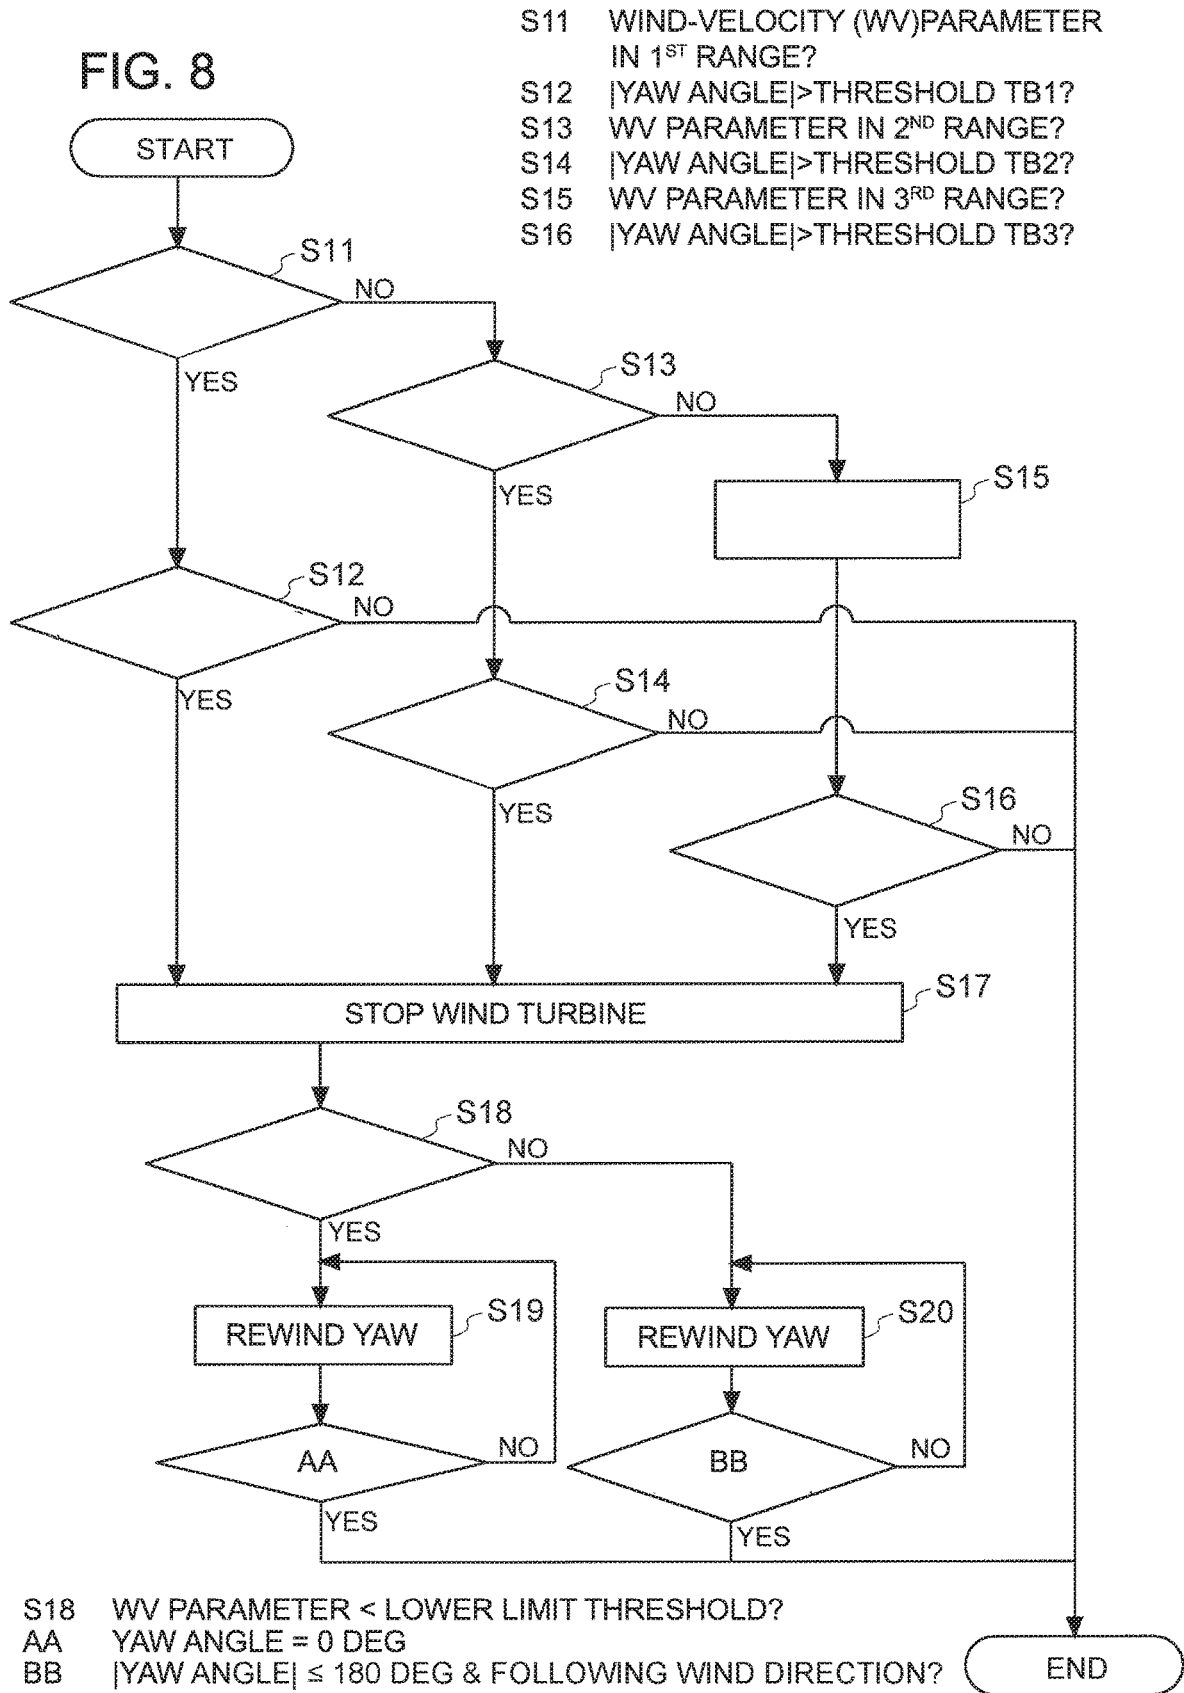 FIG. 8
S11 WIND-VELOCITY (WV)PARAMETER
IN 1ST RANGE?
S12 |YAW ANGLE|>THRESHOLD TB1?
S13 WV PARAMETER IN 2ND RANGE?
S14 |YAW ANGLE|>THRESHOLD TB2?
S15 WV PARAMETER IN 3RD RANGE?
S16 |YAW ANGLE|>THRESHOLD TB3?
START
S11
NO
YES
S13
NO
YES
S15
S12
NO
YES
S14
NO
YES
S16
NO
YES
STOP WIND TURBINE
S17
S18
NO
YES
REWIND YAW
S19
REWIND YAW
S20
AA
NO
YES
BB
NO
YES
S18 WV PARAMETER < LOWER LIMIT THRESHOLD?
AA YAW ANGLE = 0 DEG
BB |YAW ANGLE| ≤ 180 DEG & FOLLOWING WIND DIRECTION?
END